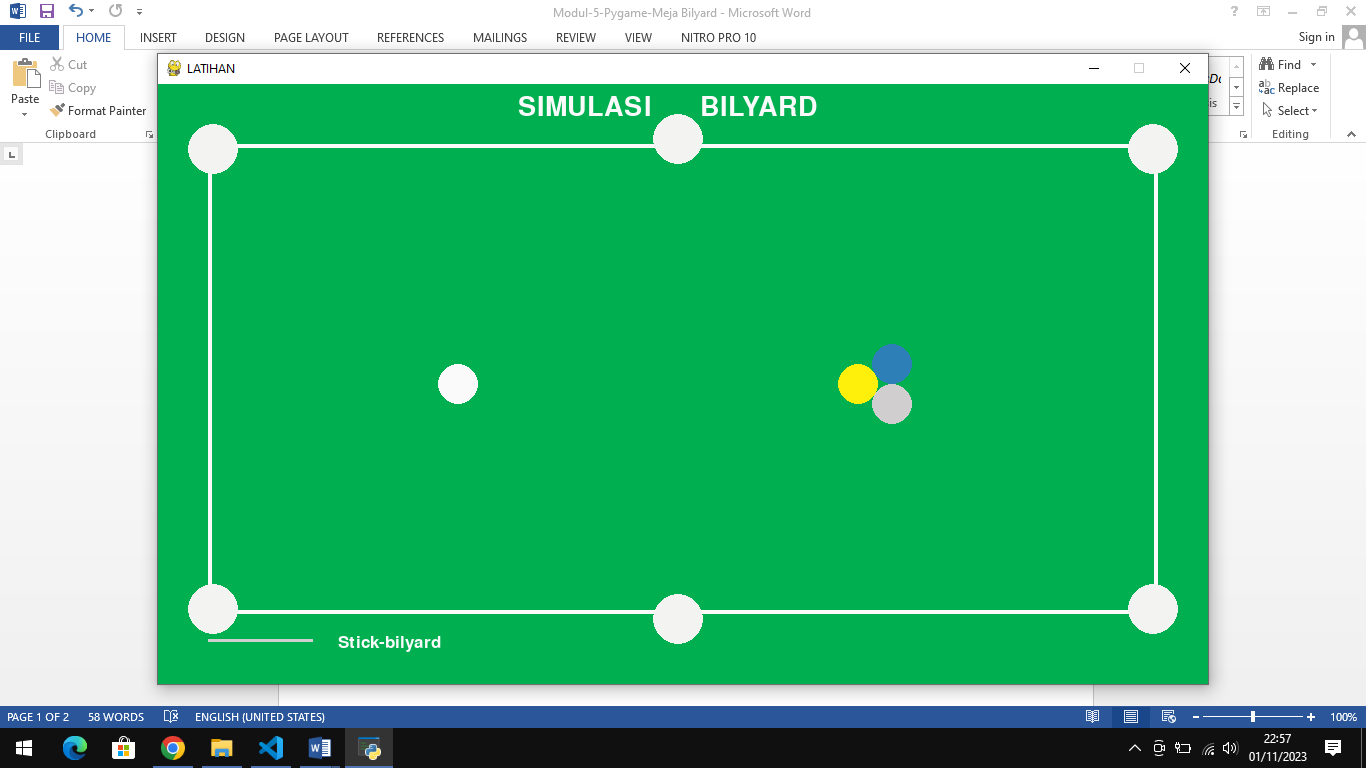 Modul-5-Pygame-Meja Bilyard - Microsoft Word
FILE HOME INSERT DESIGN PAGE LAYOUT REFERENCES MAILINGS REVIEW VIEW NITRO PRO 10 Sign in
Paste
Cut
Copy
Format Painter
Clipboard
Find
Replace
Select
Editing
LATIHAN
SIMULASI BILYARD
Stick-bilyard
PAGE 1 OF 2 58 WORDS ENGLISH (UNITED STATES) 100%
22:57
01/11/2023